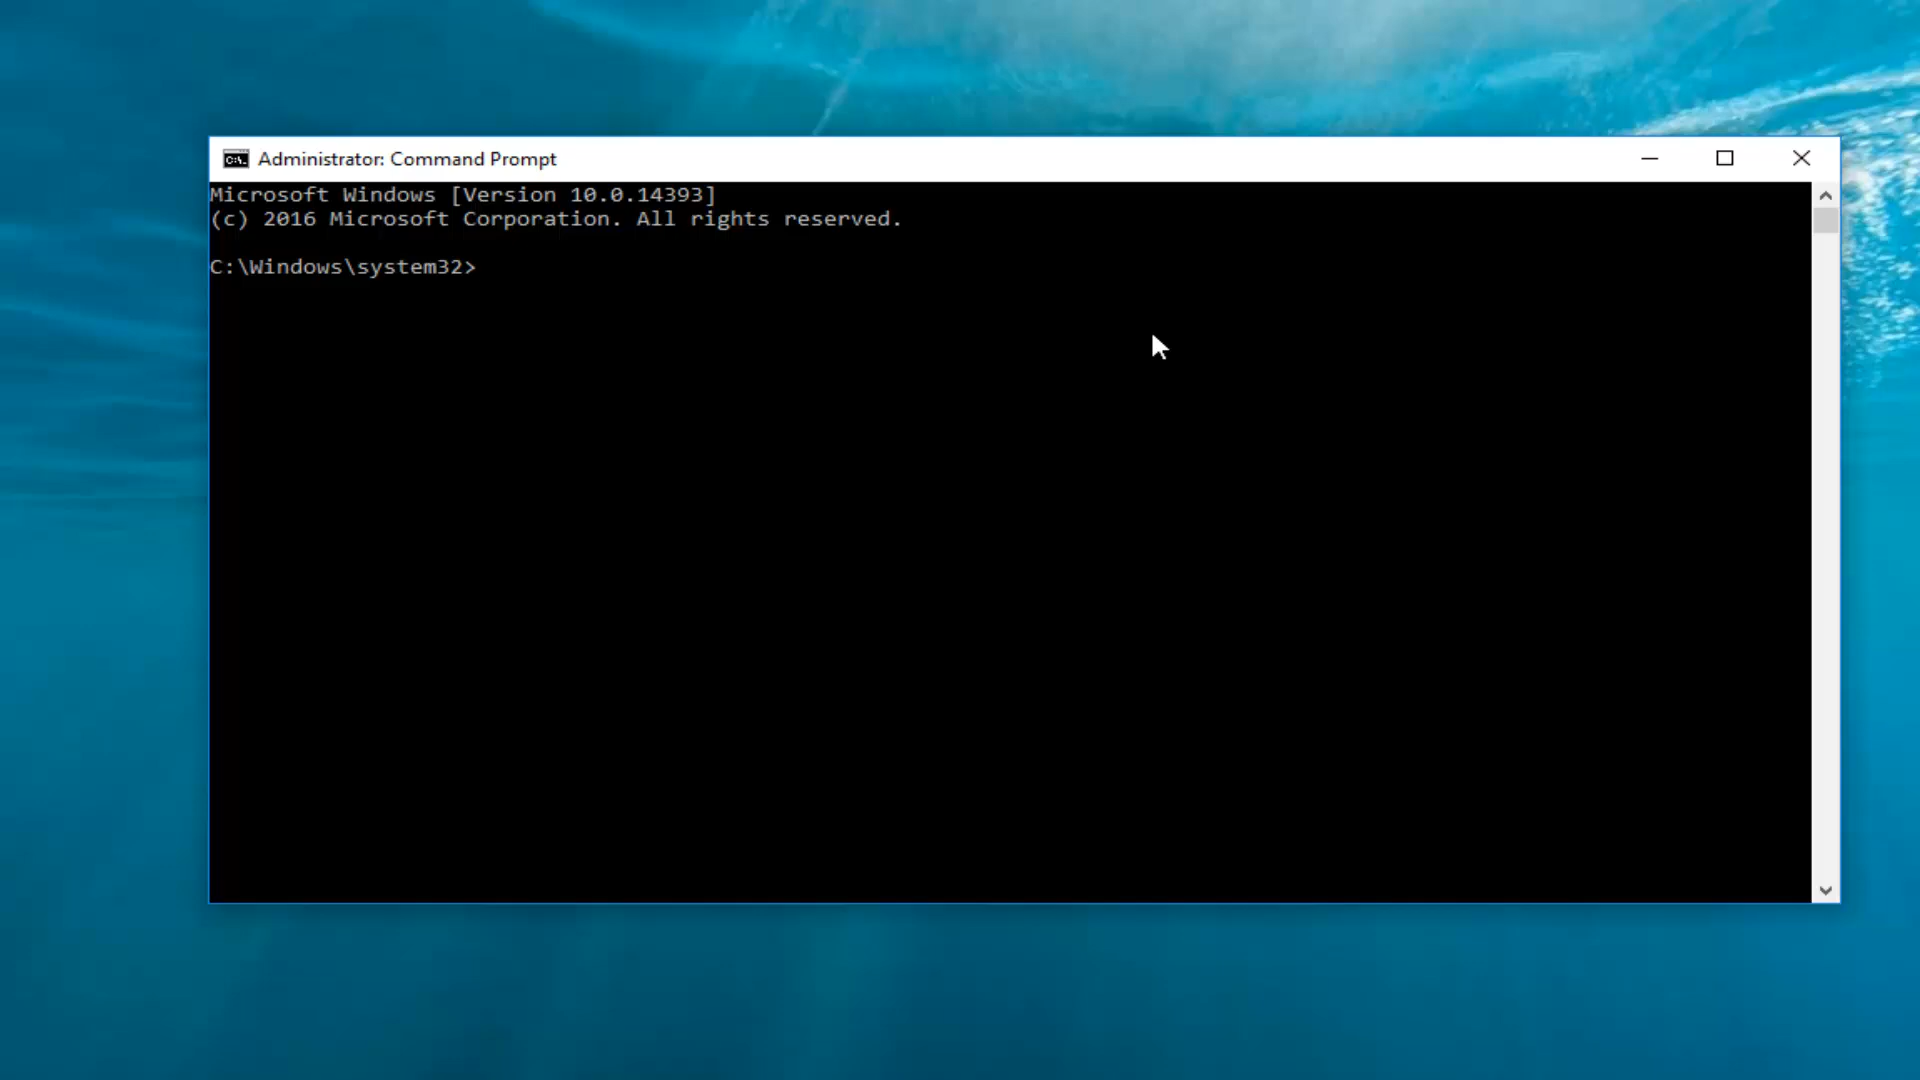 Administrator: Command Prompt
Microsoft Windows [Version 10.0.14393]
(c) 2016 Microsoft Corporation. All rights reserved.
C:\Windows\system32>